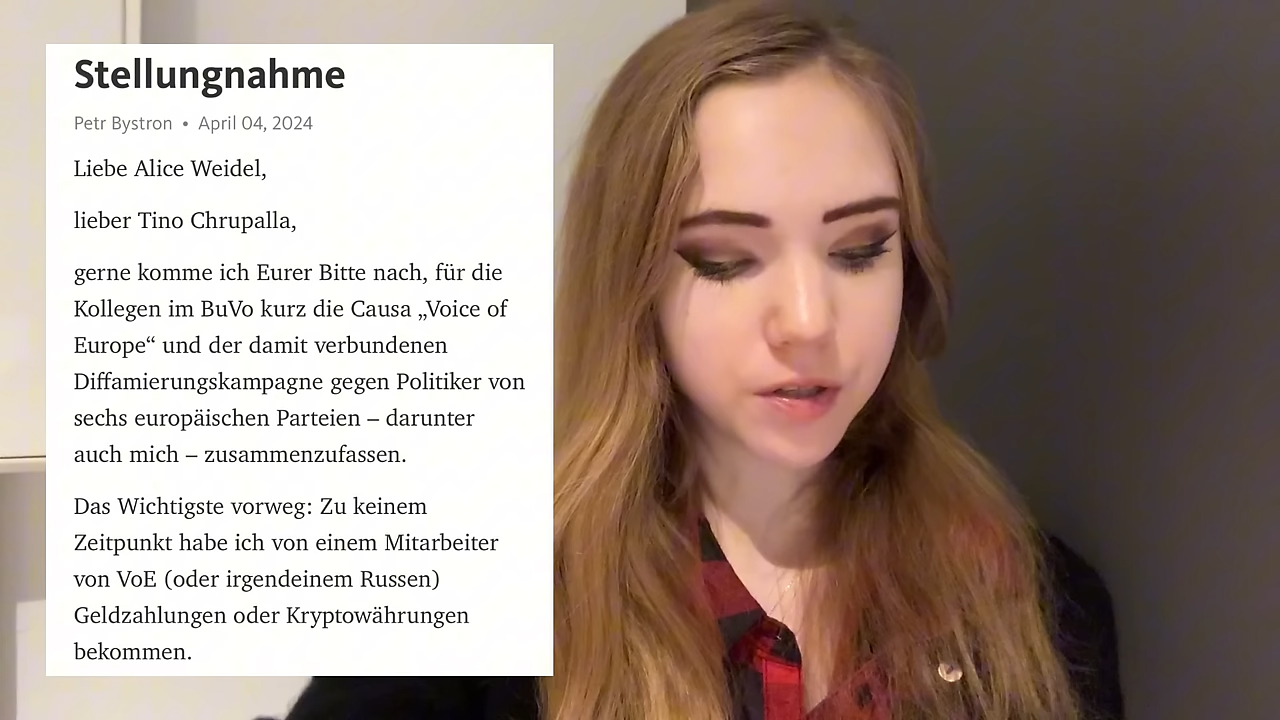 Stellungnahme
Petr Bystron • April 04, 2024
Liebe Alice Weidel,
lieber Tino Chrupalla,
gerne komme ich Eurer Bitte nach, für die
Kollegen im BuVo kurz die Causa „Voice of
Europe“ und der damit verbundenen
Diffamierungskampagne gegen Politiker von
sechs europäischen Parteien – darunter
auch mich – zusammenzufassen.
Das Wichtigste vorweg: Zu keinem
Zeitpunkt habe ich von einem Mitarbeiter
von VoE (oder irgendeinem Russen)
Geldzahlungen oder Kryptowährungen
bekommen.